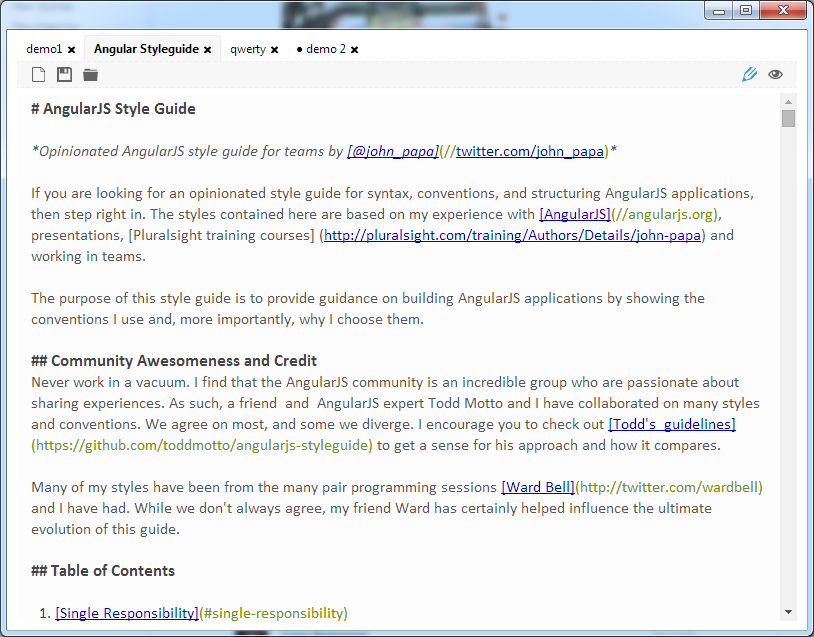 demo1 × Angular Styleguide × qwerty × ● demo 2 ×
# AngularJS Style Guide
*Opinionated AngularJS style guide for teams by [@john_papa](//twitter.com/john_papa)*
If you are looking for an opinionated style guide for syntax, conventions, and structuring AngularJS applications,
then step right in. The styles contained here are based on my experience with [AngularJS](//angularjs.org),
presentations, [Pluralsight training courses] (http://pluralsight.com/training/Authors/Details/john-papa) and
working in teams.
The purpose of this style guide is to provide guidance on building AngularJS applications by showing the
conventions I use and, more importantly, why I choose them.
## Community Awesomeness and Credit
Never work in a vacuum. I find that the AngularJS community is an incredible group who are passionate about
sharing experiences. As such, a friend  and  AngularJS expert Todd Motto and I have collaborated on many styles
and conventions. We agree on most, and some we diverge. I encourage you to check out [Todd's  guidelines]
(https://github.com/toddmotto/angularjs-styleguide) to get a sense for his approach and how it compares.
Many of my styles have been from the many pair programming sessions [Ward Bell](http://twitter.com/wardbell)
and I have had. While we don't always agree, my friend Ward has certainly helped influence the ultimate
evolution of this guide.
## Table of Contents
1. [Single Responsibility](#single-responsibility)